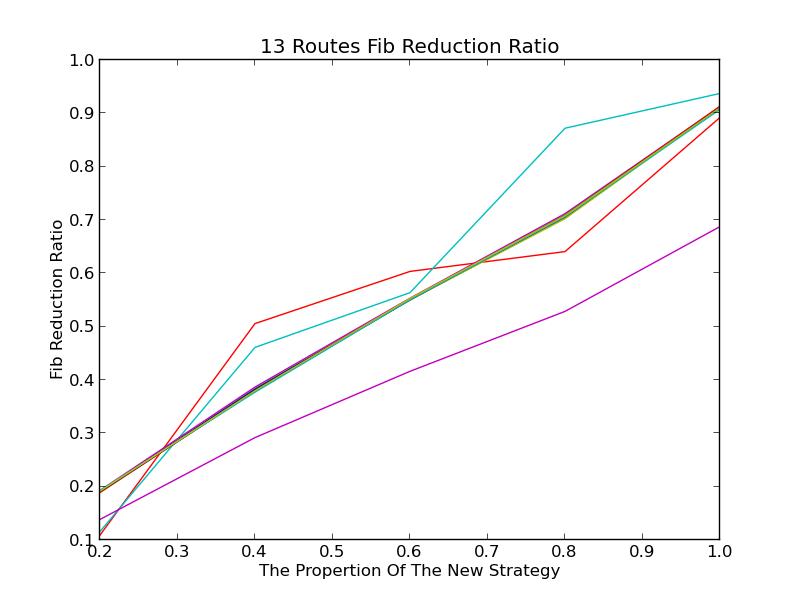 13 Routes Fib Reduction Ratio
1.0
0.9
0.8
0.7
0.6
0.5
0.4
0.3
0.2
0.1
Fib Reduction Ratio
0.2 0.3 0.4 0.5 0.6 0.7 0.8 0.9 1.0
The Propertion Of The New Strategy